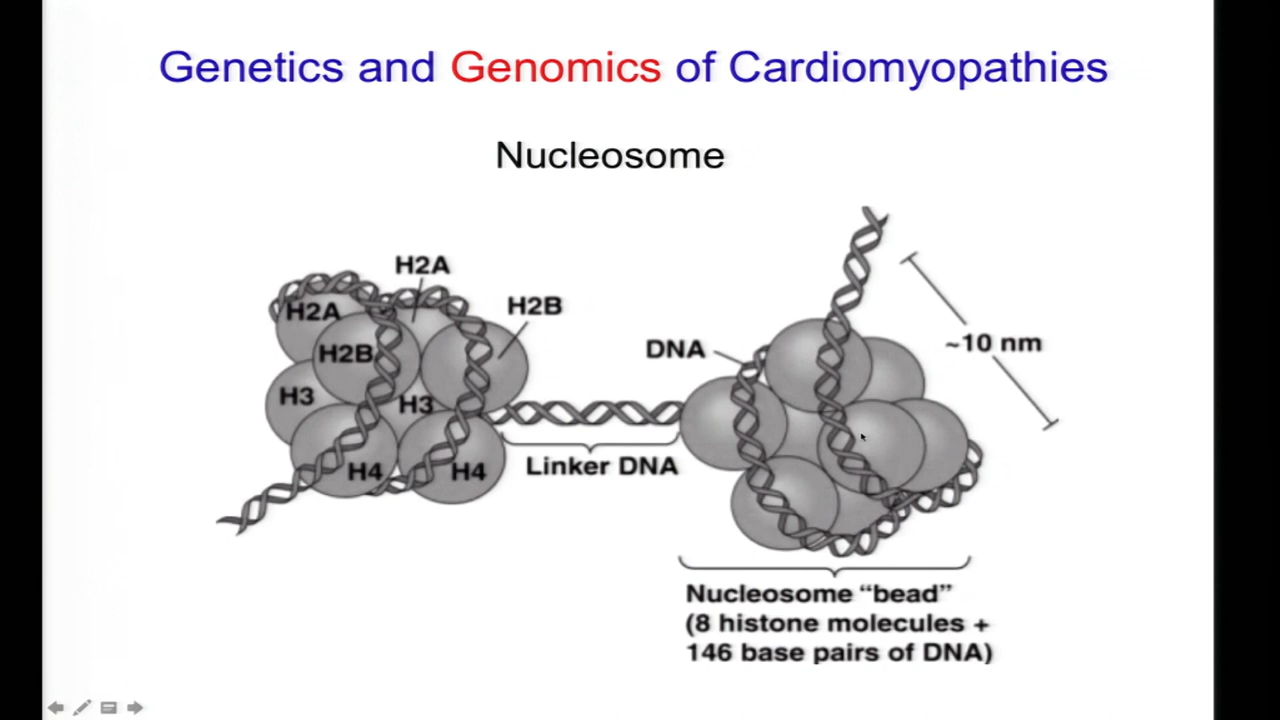 Genetics and Genomics of Cardiomyopathies
Nucleosome
H2A
H2A
H2B
H2B
H3
H3
H4
H4
Linker DNA
DNA
~10 nm
Nucleosome “bead”
(8 histone molecules +
146 base pairs of DNA)